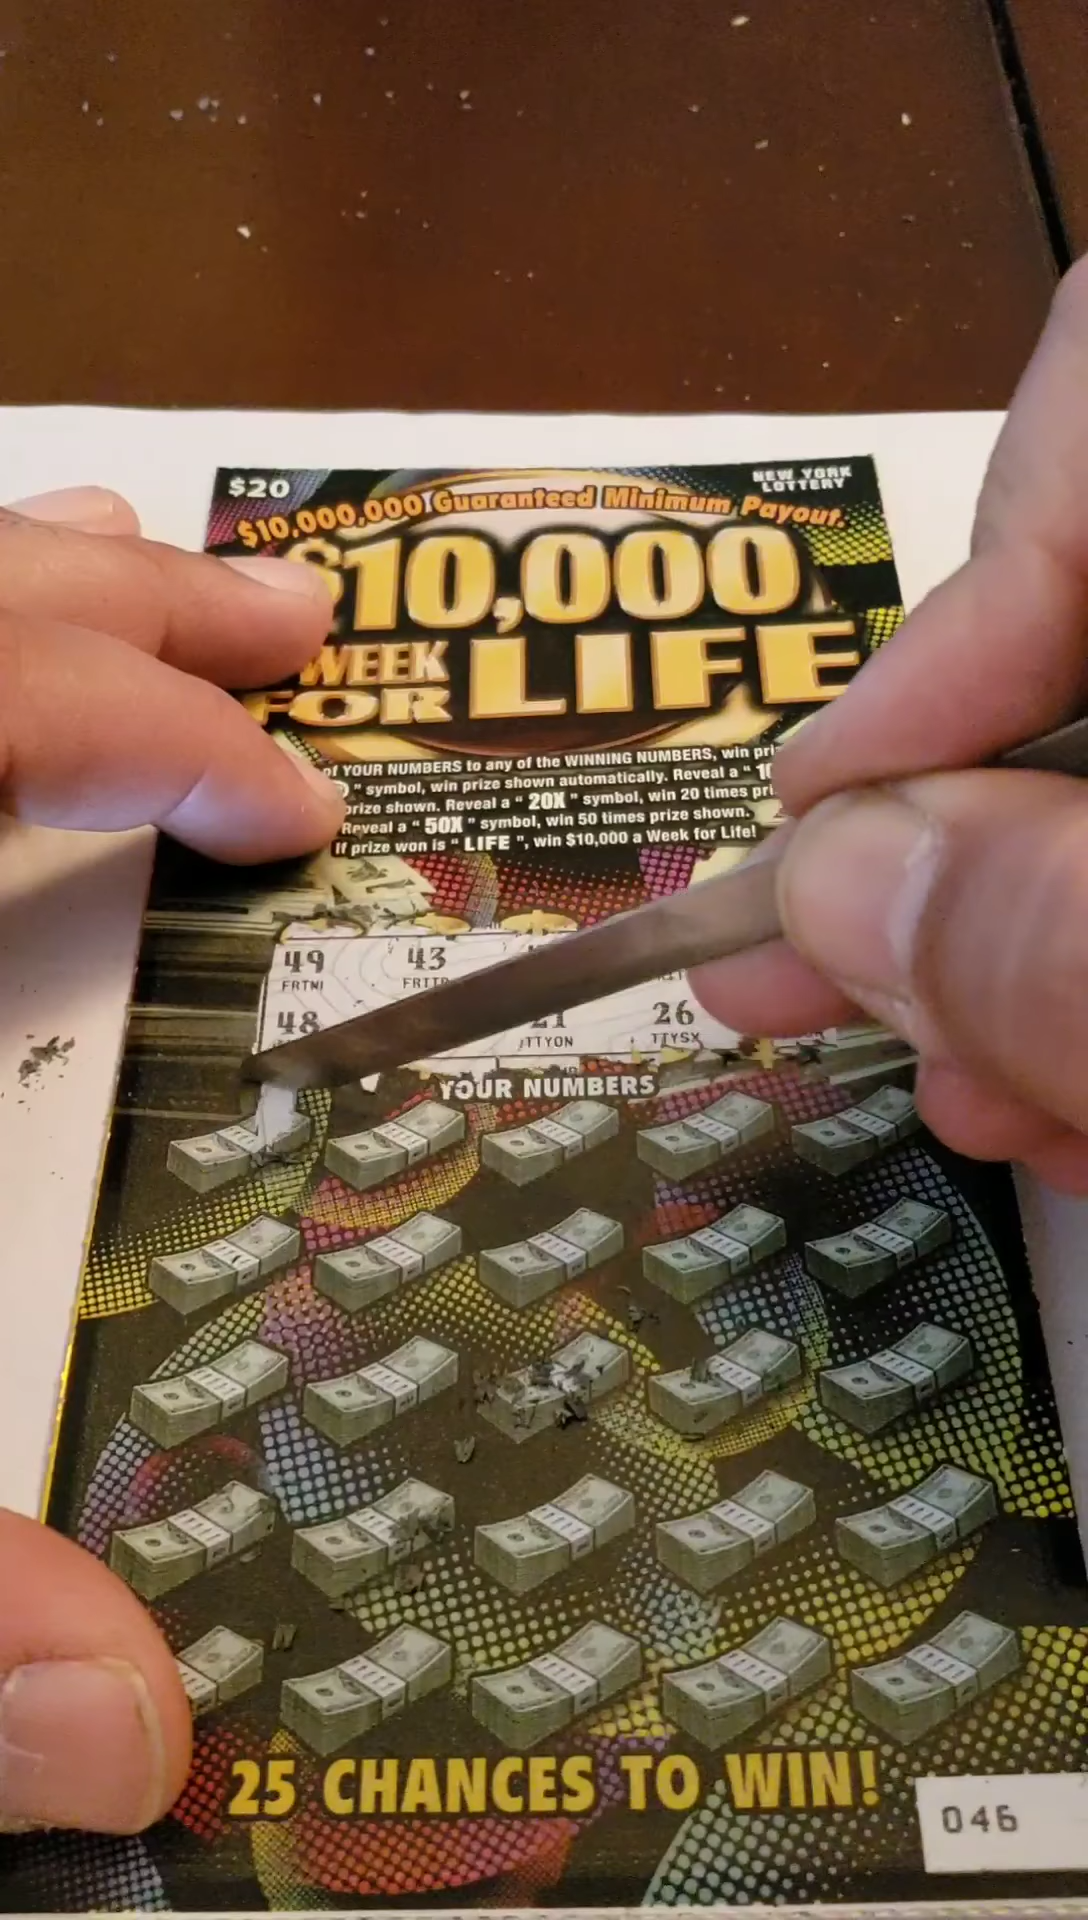 $20
NEW YORK
LOTTERY
$10,000,000 Guaranteed Minimum Payout.
$10,000
WEEK
FOR LIFE
of YOUR NUMBERS to any of the WINNING NUMBERS, win
" symbol, win prize shown automatically. Reveal a "
prize shown. Reveal a " 20X " symbol, win 20 times
Reveal a " 50X " symbol, win 50 times prize shown.
If prize won is " LIFE ", win $10,000 a Week for Life!
49 43
FRTNI
48 21 26
TTYON TTYSX
YOUR NUMBERS
25 CHANCES TO WIN!
046